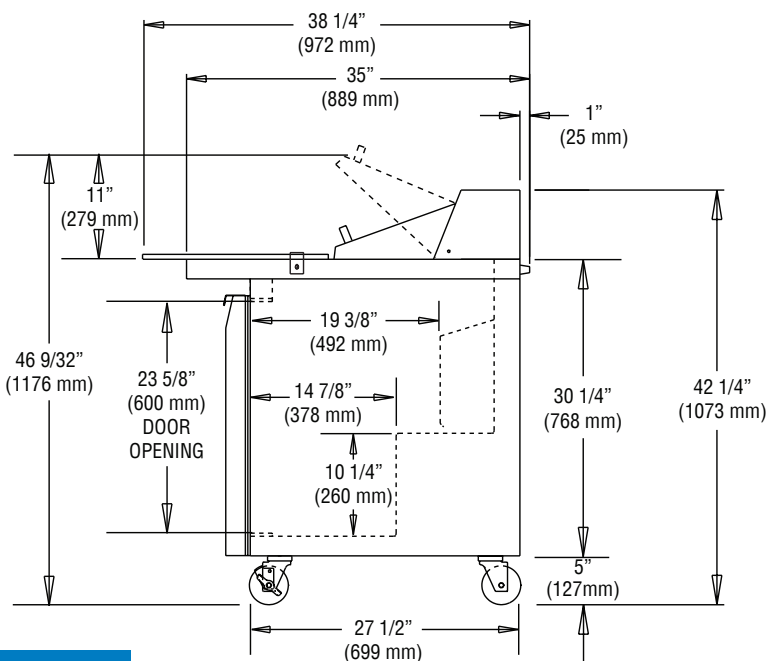 38 1/4”
(972 mm)
35”
(889 mm)
1”
(25 mm)
11”
(279 mm)
19 3/8”
(492 mm)
46 9/32”
(1176 mm)
23 5/8”
(600 mm)
DOOR
OPENING
14 7/8”
(378 mm)
30 1/4”
(768 mm)
42 1/4”
(1073 mm)
10 1/4”
(260 mm)
5”
(127mm)
27 1/2”
(699 mm)